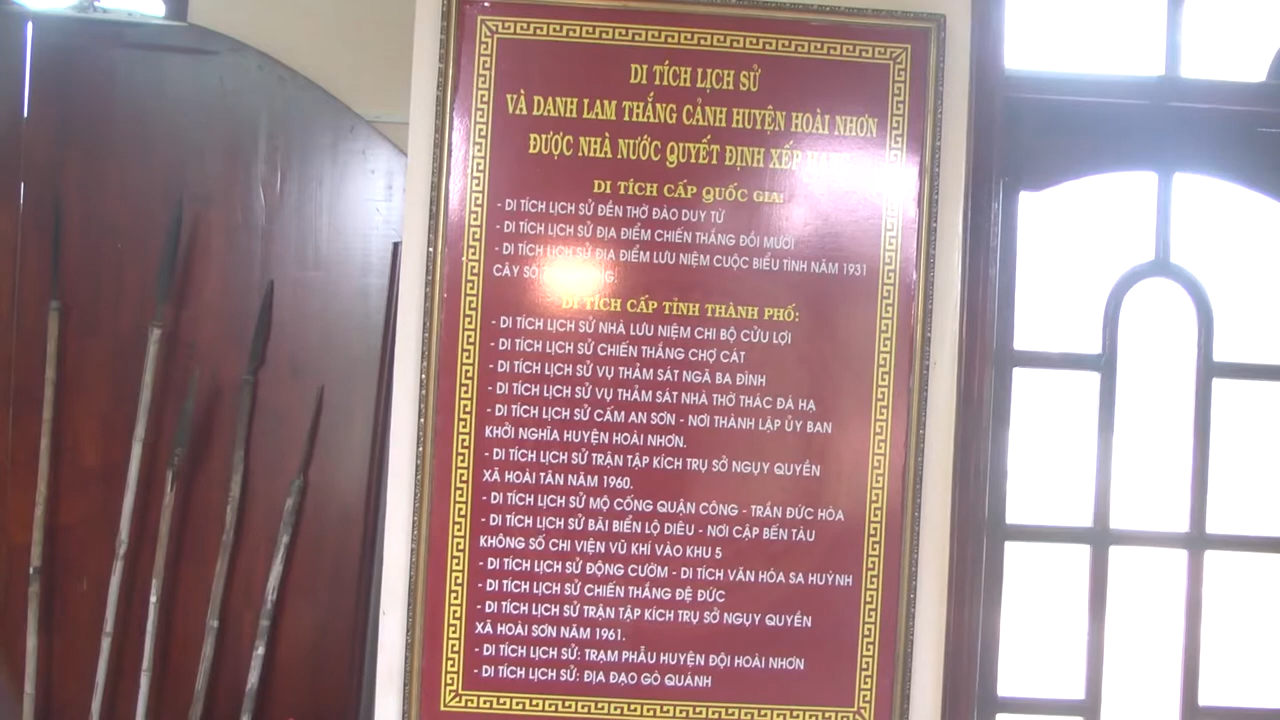 DI TÍCH LỊCH SỬ
VÀ DANH LAM THẮNG CẢNH HUYỆN HOÀI NHƠN
ĐƯỢC NHÀ NƯỚC QUYẾT ĐỊNH XẾP
DI TÍCH CẤP QUỐC GIA
- DI TÍCH LỊCH SỬ ĐỀN THỜ ĐÀO DUY TỪ
- DI TÍCH LỊCH SỬ ĐỊA ĐIỂM CHIẾN THẮNG ĐỒI MƯỜI
- DI TÍCH LỊCH SỬ ĐỊA ĐIỂM LƯU NIỆM CUỘC BIỂU TÌNH NĂM 1931
CÂY SỐ
DI TÍCH CẤP TỈNH THÀNH PHỐ:
- DI TÍCH LỊCH SỬ NHÀ LƯU NIỆM CHI BỘ CỬU LỢI
- DI TÍCH LỊCH SỬ CHIẾN THẮNG CHỢ CÁT
- DI TÍCH LỊCH SỬ VỤ THẢM SÁT NGÃ BA ĐÌNH
- DI TÍCH LỊCH SỬ VỤ THẢM SÁT NHÀ THỜ THÁC ĐÁ HẠ
- DI TÍCH LỊCH SỬ CẤM AN SƠN - NƠI THÀNH LẬP ỦY BAN
KHỞI NGHĨA HUYỆN HOÀI NHƠN.
- DI TÍCH LỊCH SỬ TRẬN TẬP KÍCH TRỤ SỞ NGỤY QUYỀN
XÃ HOÀI TÂN NĂM 1960.
- DI TÍCH LỊCH SỬ MỘ CỐNG QUẬN CÔNG - TRẦN ĐỨC HÒA
- DI TÍCH LỊCH SỬ BÃI BIỂN LỘ DIÊU - NƠI CẬP BẾN TÀU
KHÔNG SỐ CHI VIỆN VŨ KHÍ VÀO KHU 5
- DI TÍCH LỊCH SỬ ĐỘNG CƯỜM - DI TÍCH VĂN HÓA SA HUỲNH
- DI TÍCH LỊCH SỬ CHIẾN THẮNG ĐỆ ĐỨC
- DI TÍCH LỊCH SỬ TRẬN TẬP KÍCH TRỤ SỞ NGỤY QUYỀN
XÃ HOÀI SƠN NĂM 1961.
- DI TÍCH LỊCH SỬ: TRẠM PHẪU HUYỆN ĐỘI HOÀI NHƠN
- DI TÍCH LỊCH SỬ: ĐỊA ĐẠO GÒ QUÁNH